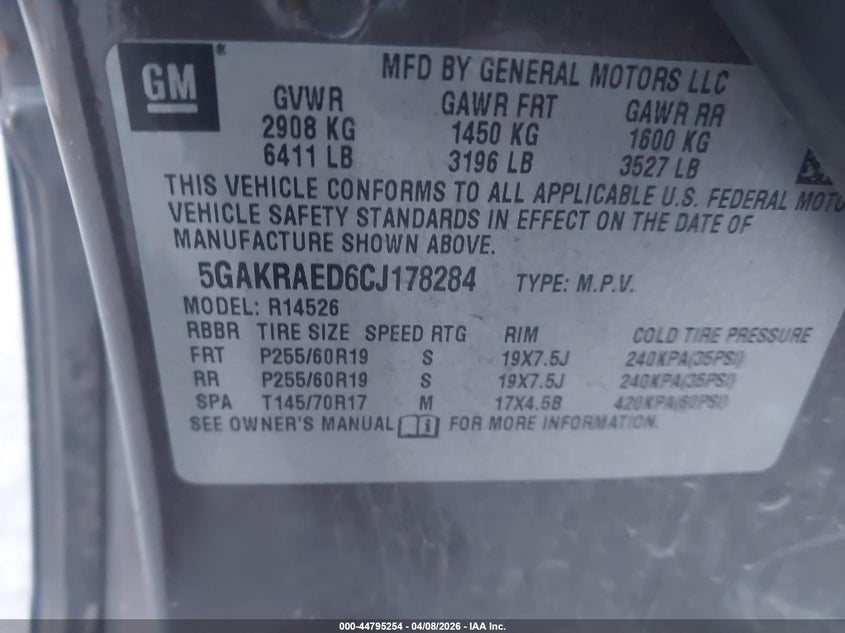 GM®
MFD BY GENERAL MOTORS LLC
GVWR GAWR FRT GAWR RR
2908 KG 1450 KG 1600 KG
6411 LB 3196 LB 3527 LB
THIS VEHICLE CONFORMS TO ALL APPLICABLE U.S. FEDERAL MOTO
VEHICLE SAFETY STANDARDS IN EFFECT ON THE DATE OF
MANUFACTURE SHOWN ABOVE.
5GAKRAED6CJ178284 TYPE: M.P.V.
MODEL: R14526
RBBR TIRE SIZE SPEED RTG RIM COLD TIRE PRESSURE
FRT P255/60R19 S 19X7.5J 240KPA(35PSI)
RR P255/60R19 S 19X7.5J 240KPA(35PSI)
SPA T145/70R17 M 17X4.5B 420KPA(60PSI)
SEE OWNER'S MANUAL FOR MORE INFORMATION.
000-44795254 | 04/08/2026 - IAA Inc.